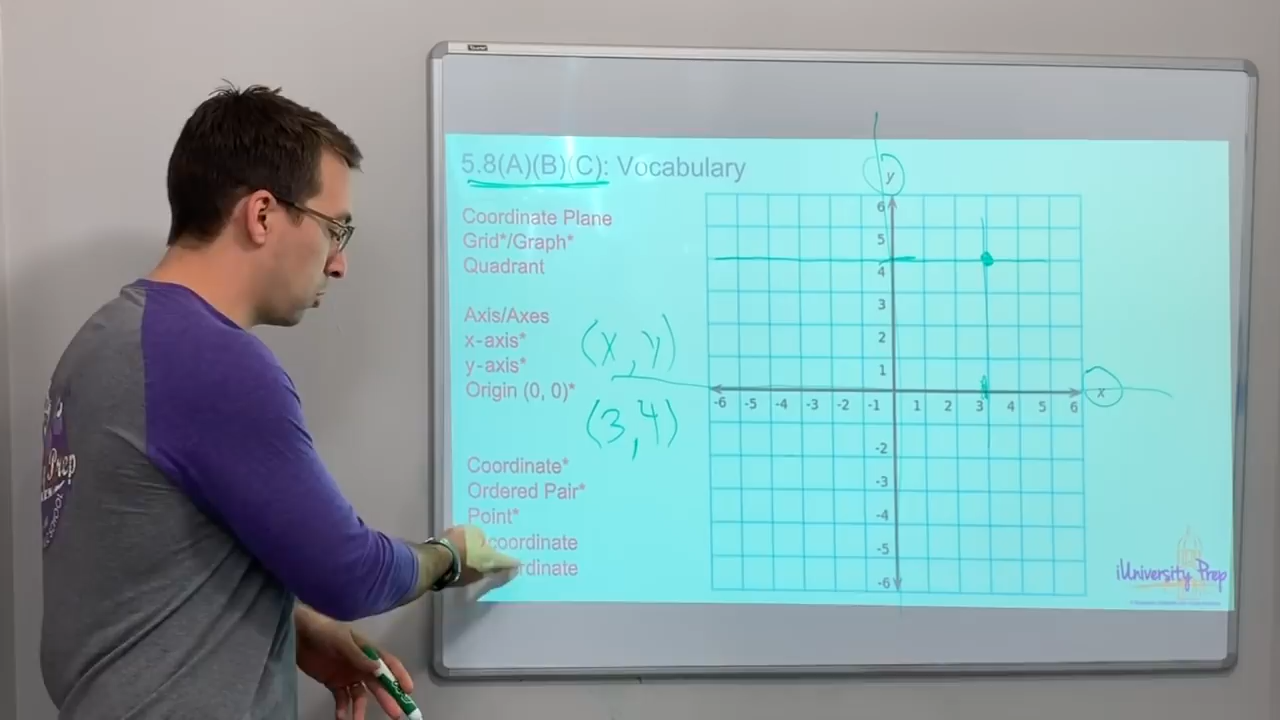 5.8(A)(B)(C): Vocabulary
Coordinate Plane
Grid*/Graph*
Quadrant
Axis/Axes
x-axis*
y-axis*
Origin (0, 0)*
(x, y)
(3, 4)
Coordinate*
Ordered Pair*
Point*
coordinate
rdinate
y
6
5
4
3
2
1
-6 -5 -4 -3 -2 -1 1 2 3 4 5 6
x
-2
-3
-4
-5
-6
iUniversity Prep
Prep